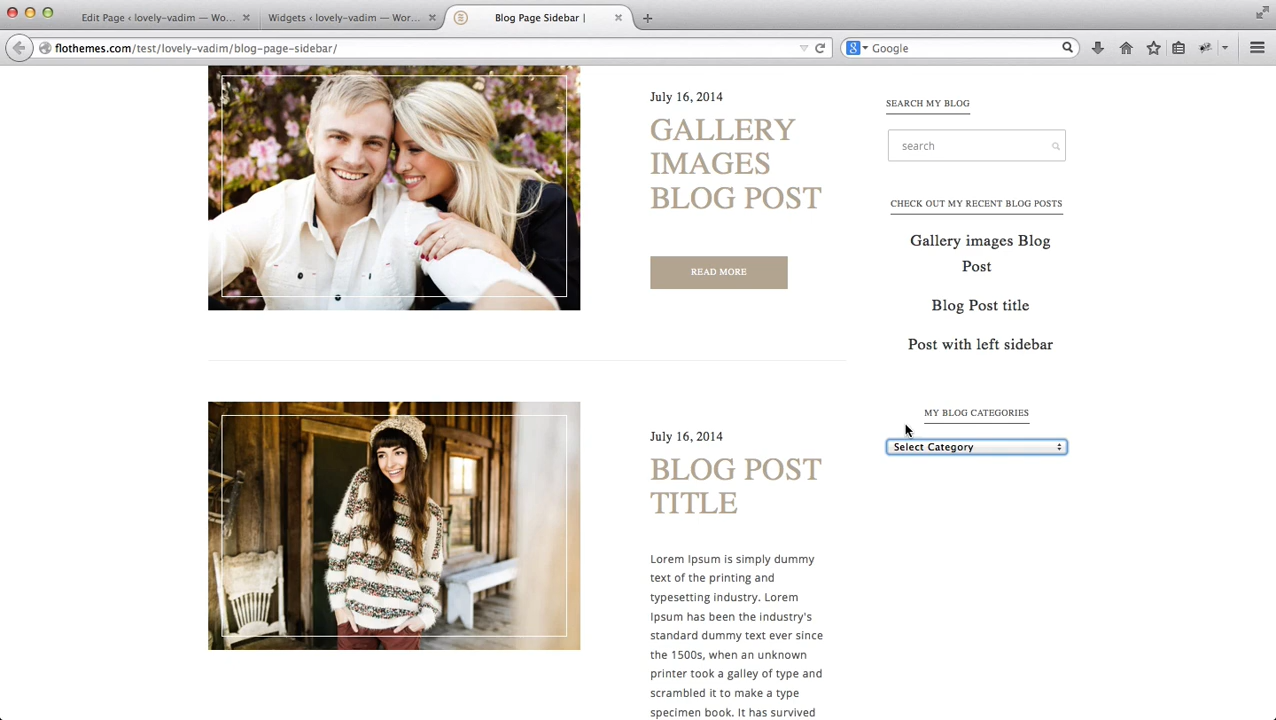 Edit Page ‹ lovely-vadim — Wo...
Widgets ‹ lovely-vadim — Wor...
Blog Page Sidebar |
flothemes.com/test/lovely-vadim/blog-page-sidebar/
Google
July 16, 2014
GALLERY
IMAGES
BLOG POST
READ MORE
July 16, 2014
BLOG POST
TITLE
Lorem Ipsum is simply dummy
text of the printing and
typesetting industry. Lorem
Ipsum has been the industry's
standard dummy text ever since
the 1500s, when an unknown
printer took a galley of type and
scrambled it to make a type
specimen book. It has survived
SEARCH MY BLOG
search
CHECK OUT MY RECENT BLOG POSTS
Gallery images Blog
Post
Blog Post title
Post with left sidebar
MY BLOG CATEGORIES
Select Category